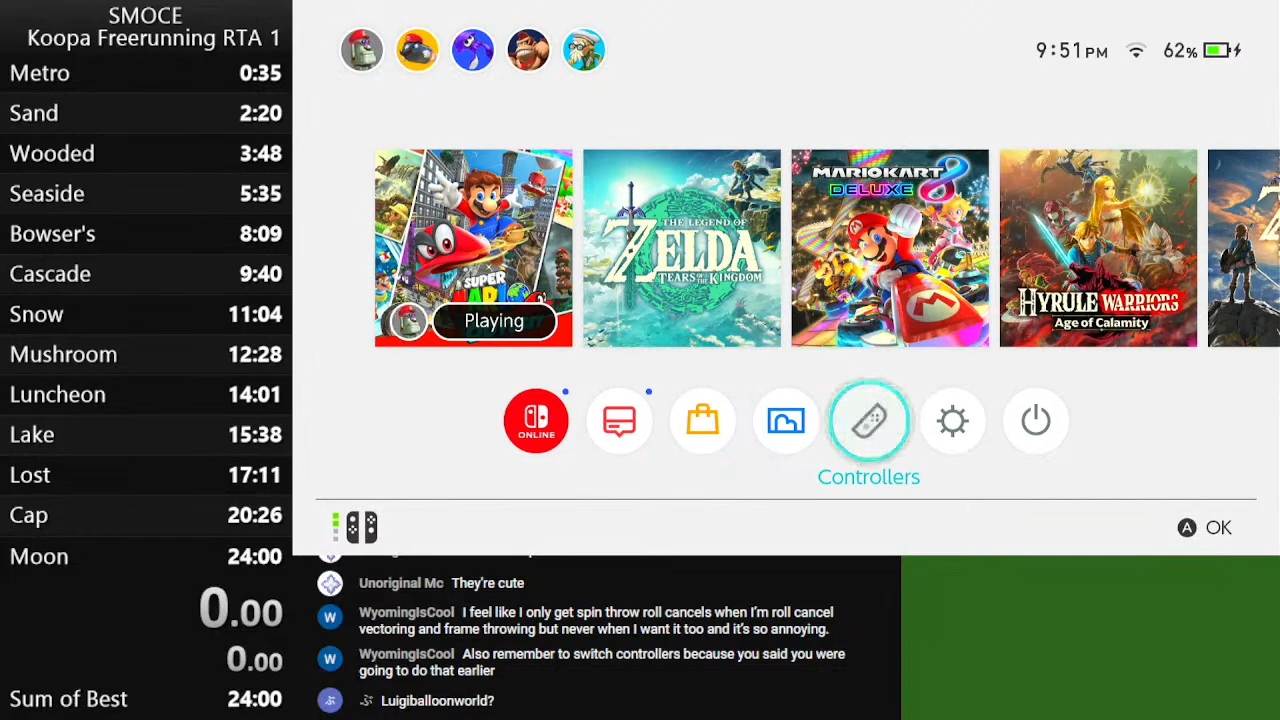 SMOCE
Koopa Freerunning RTA 1
Metro 0:35
Sand 2:20
Wooded 3:48
Seaside 5:35
Bowser's 8:09
Cascade 9:40
Snow 11:04
Mushroom 12:28
Luncheon 14:01
Lake 15:38
Lost 17:11
Cap 20:26
Moon 24:00
0.00
0.00
Sum of Best 24:00
9:51 PM 62%
SUPER
Playing
THE LEGEND OF
ZELDA
TEARS OF THE KINGDOM
MARIOKART 8
DELUXE
M
HYRULE WARRIORS
Age of Calamity
ONLINE
Controllers
A OK
Unoriginal Mc They're cute
W WyomingIsCool I feel like I only get spin throw roll cancels when I'm roll cancel
vectoring and frame throwing but never when I want it too and it's so annoying.
W WyomingIsCool Also remember to switch controllers because you said you were
going to do that earlier
Luigiballoonworld?